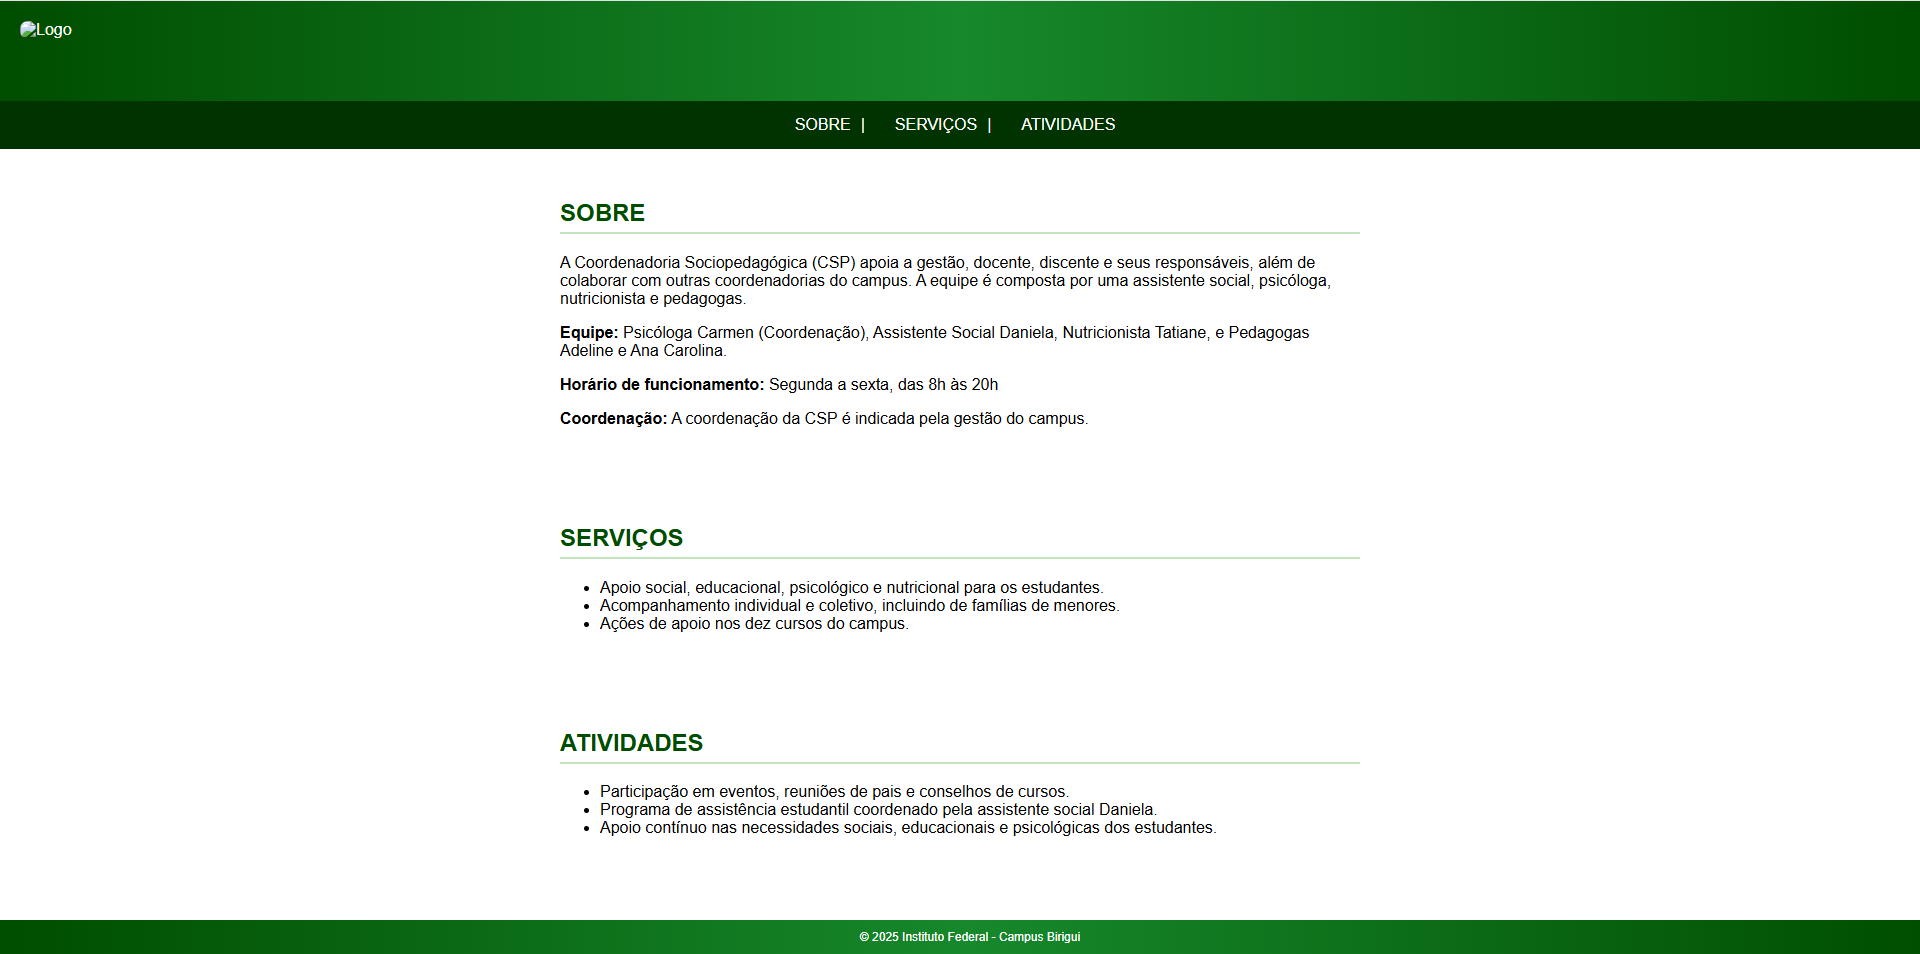 Logo
SOBRE | SERVIÇOS | ATIVIDADES
SOBRE
A Coordenadoria Sociopedagógica (CSP) apoia a gestão, docente, discente e seus responsáveis, além de
colaborar com outras coordenadorias do campus. A equipe é composta por uma assistente social, psicóloga,
nutricionista e pedagogas.
Equipe: Psicóloga Carmen (Coordenação), Assistente Social Daniela, Nutricionista Tatiane, e Pedagogas
Adeline e Ana Carolina.
Horário de funcionamento: Segunda a sexta, das 8h às 20h
Coordenação: A coordenação da CSP é indicada pela gestão do campus.
SERVIÇOS
• Apoio social, educacional, psicológico e nutricional para os estudantes.
• Acompanhamento individual e coletivo, incluindo de famílias de menores.
• Ações de apoio nos dez cursos do campus.
ATIVIDADES
• Participação em eventos, reuniões de pais e conselhos de cursos.
• Programa de assistência estudantil coordenado pela assistente social Daniela.
• Apoio contínuo nas necessidades sociais, educacionais e psicológicas dos estudantes.
© 2025 Instituto Federal - Campus Birigui